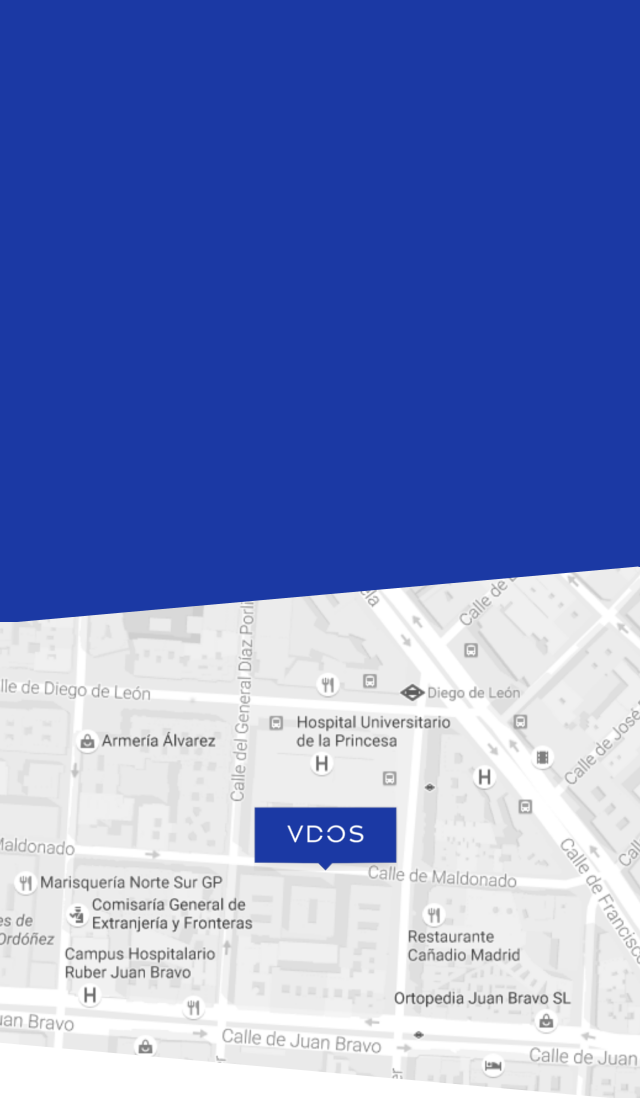 Calle de
Calle del General Díaz Porli
lle de Diego de León
Diego de León
Armería Álvarez
Hospital Universitario
de la Princesa
H
H
Calle de José
VDOS
Maldonado
Calle de Maldonado
Calle de Francisco
Marisquería Norte Sur GP
Comisaría General de
Extranjería y Fronteras
es de
Ordóñez
Restaurante
Cañadio Madrid
Campus Hospitalario
Ruber Juan Bravo
H
Ortopedia Juan Bravo SL
uan Bravo
Calle de Juan Bravo
Calle de Juan